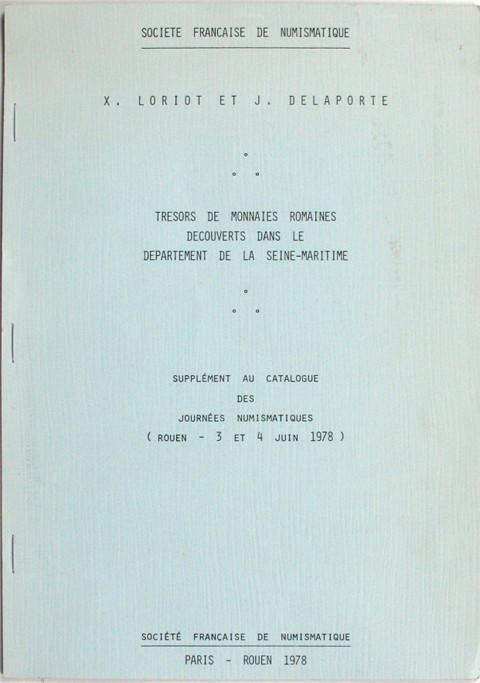 SOCIETE FRANCAISE DE NUMISMATIQUE
X. LORIOT ET J. DELAPORTE
TRESORS DE MONNAIES ROMAINES
DECOUVERTS DANS LE
DEPARTEMENT DE LA SEINE-MARITIME
SUPPLÉMENT AU CATALOGUE
DES
JOURNÉES NUMISMATIQUES
( ROUEN - 3 ET 4 JUIN 1978 )
SOCIÉTÉ FRANÇAISE DE NUMISMATIQUE
PARIS - ROUEN 1978